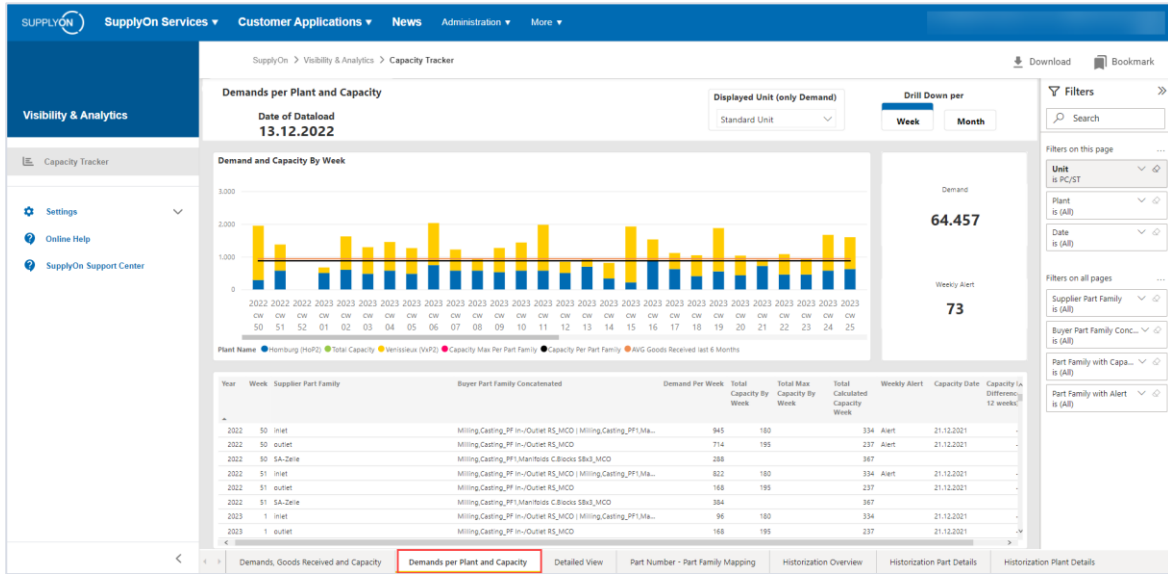 SUPPLYON SupplyOn Services Customer Applications News Administration More
SupplyOn > Visibility & Analytics > Capacity Tracker
Download Bookmark
Visibility & Analytics
Capacity Tracker
Settings
Online Help
SupplyOn Support Center
Demands per Plant and Capacity
Date of Dataload
13.12.2022
Displayed Unit (only Demand)
Standard Unit
Drill Down per
Week Month
Demand and Capacity By Week
3.000
2.000
1.000
0
2022 2022 2022 2023 2023 2023 2023 2023 2023 2023 2023 2023 2023 2023 2023 2023 2023 2023 2023 2023 2023 2023 2023 2023 2023 2023 2023 2023
CW CW CW CW CW CW CW CW CW CW CW CW CW CW CW CW CW CW CW CW CW CW CW CW CW CW CW CW
50 51 52 01 02 03 04 05 06 07 08 09 10 11 12 13 14 15 16 17 18 19 20 21 22 23 24 25
Plant Name Homburg (HoP2) Total Capacity Venissieux (VxP2) Capacity Max Per Part Family Capacity Per Part Family AVG Goods Received last 6 Months
Demand
64.457
Weekly Alert
73
Year Week Supplier Part Family Buyer Part Family Concatenated Demand Per Week Total Capacity By Week Total Max Capacity By Week Total Calculated Capacity Week Weekly Alert Capacity Date Capacity Differenc 12 weeks
2022 50 inlet Milling,Casting_PF In-/Outlet RS_MCO | Milling,Casting_PF1,Ma... 945 180 334 Alert 21.12.2021
2022 50 outlet Milling,Casting_PF In-/Outlet RS_MCO 714 195 237 Alert 21.12.2021
2022 50 SA-Zelle Milling,Casting_PF1,Manifolds C.Blocks SBx3_MCO 288 367
2022 51 inlet Milling,Casting_PF In-/Outlet RS_MCO | Milling,Casting_PF1,Ma... 822 180 334 Alert 21.12.2021
2022 51 outlet Milling,Casting_PF In-/Outlet RS_MCO 168 195 237 21.12.2021
2022 51 SA-Zelle Milling,Casting_PF1,Manifolds C.Blocks SBx3_MCO 384 367
2023 1 inlet Milling,Casting_PF In-/Outlet RS_MCO | Milling,Casting_PF1,Ma... 96 180 334 21.12.2021
2023 1 outlet Milling,Casting_PF In-/Outlet RS_MCO 168 195 237 21.12.2021
Filters
Search
Filters on this page
Unit
is PC/ST
Plant
is (All)
Date
is (All)
Filters on all pages
Supplier Part Family
is (All)
Buyer Part Family Conc...
is (All)
Part Family with Capa...
is (All)
Part Family with Alert
is (All)
Demands, Goods Received and Capacity Demands per Plant and Capacity Detailed View Part Number - Part Family Mapping Historization Overview Historization Part Details Historization Plant Details